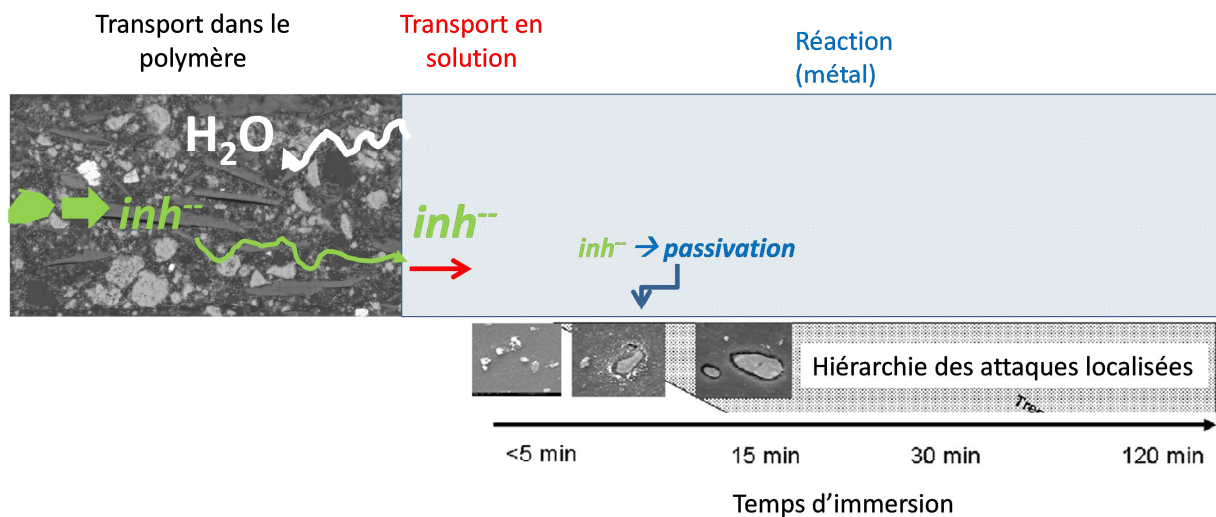 Transport dans le
polymère
Transport en
solution
Réaction
(métal)
H₂O
inh⁻⁻
inh⁻⁻
inh⁻⁻ → passivation
Hiérarchie des attaques localisées
<5 min
15 min
30 min
120 min
Temps d’immersion